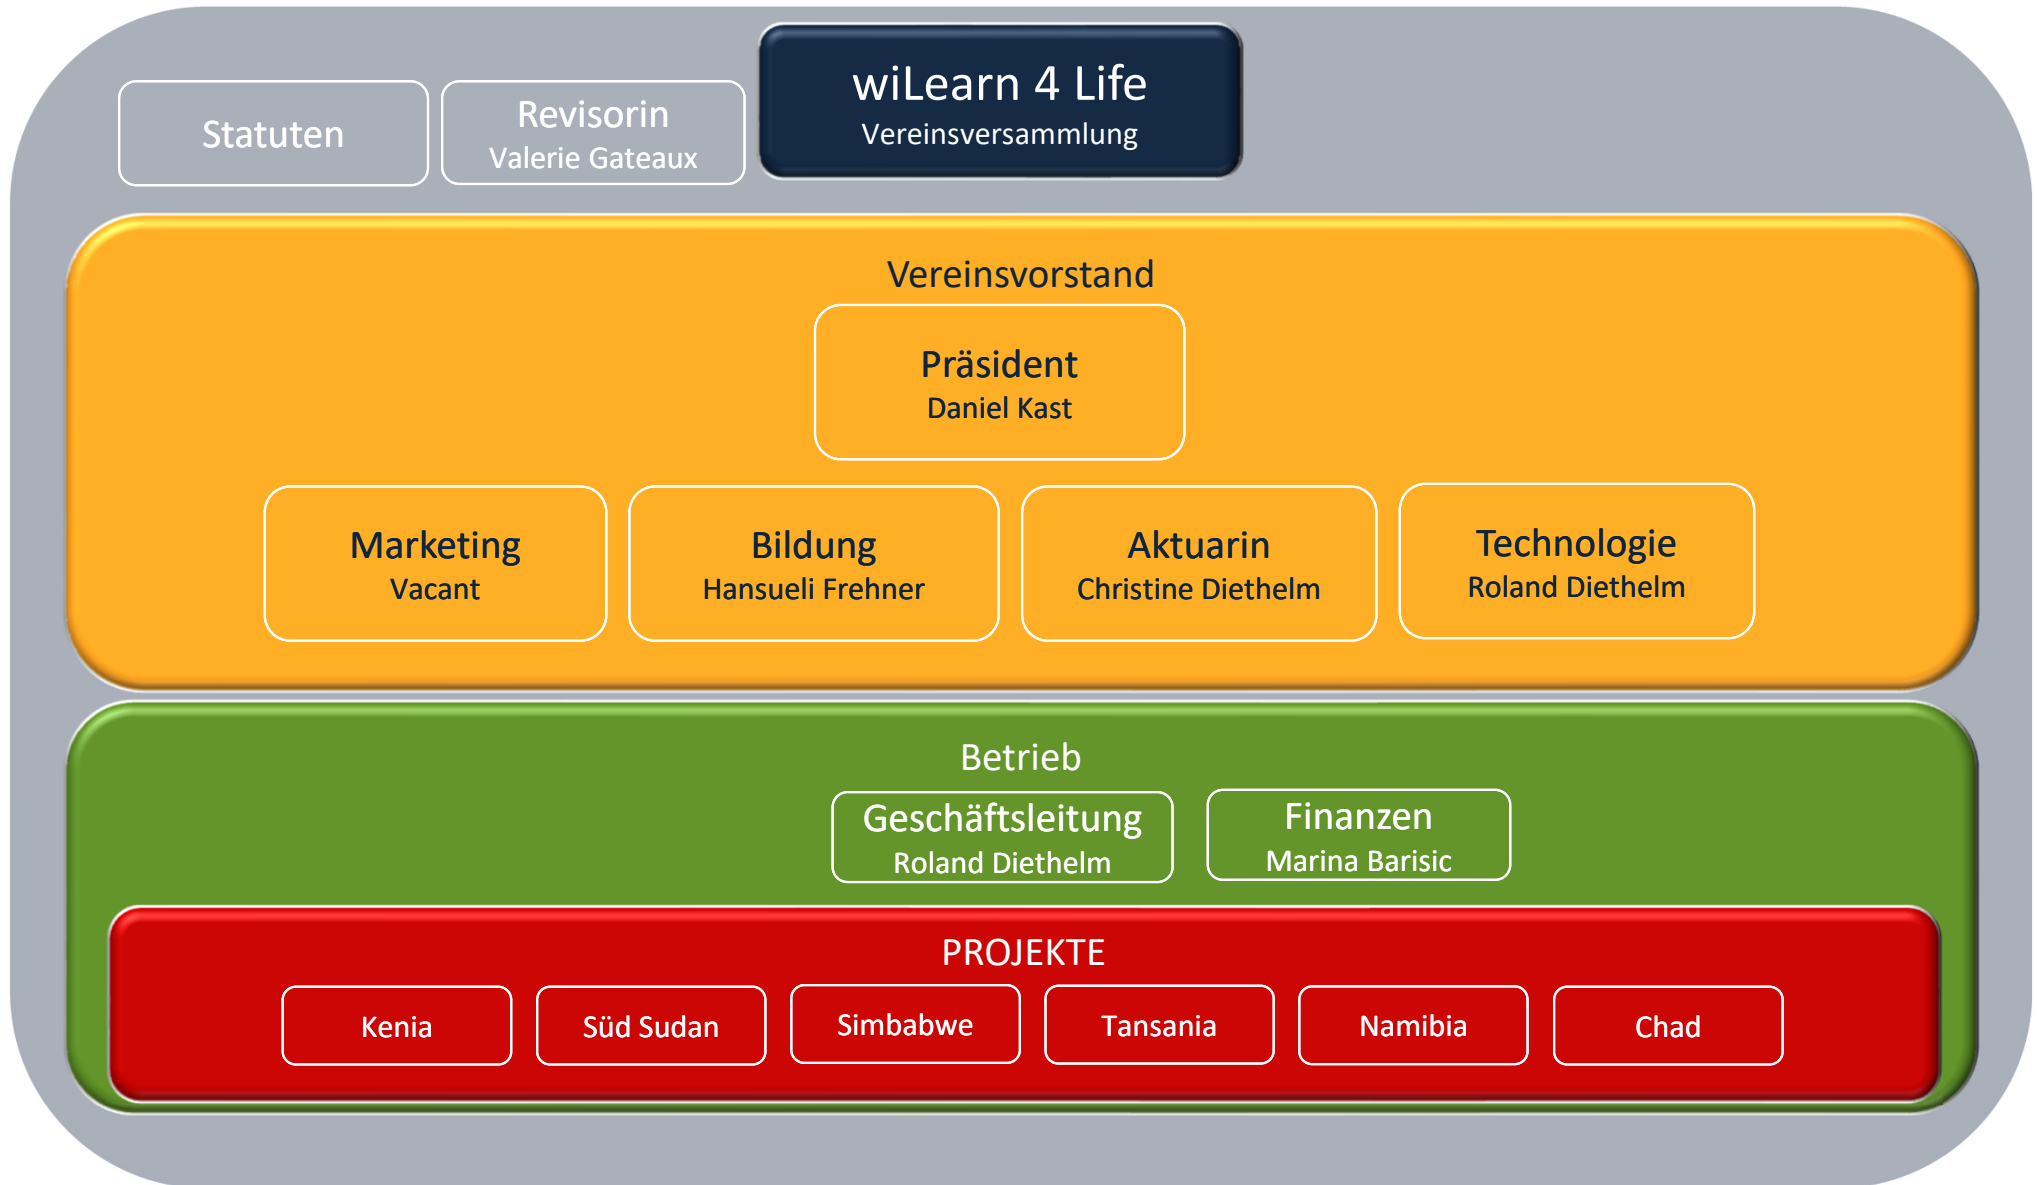 wiLearn 4 Life
Vereinsversammlung
Statuten
Revisorin
Valerie Gateaux
Vereinsvorstand
Präsident
Daniel Kast
Marketing
Vacant
Bildung
Hansueli Frehner
Aktuarin
Christine Diethelm
Technologie
Roland Diethelm
Betrieb
Geschäftsleitung
Roland Diethelm
Finanzen
Marina Barisic
PROJEKTE
Kenia
Süd Sudan
Simbabwe
Tansania
Namibia
Chad